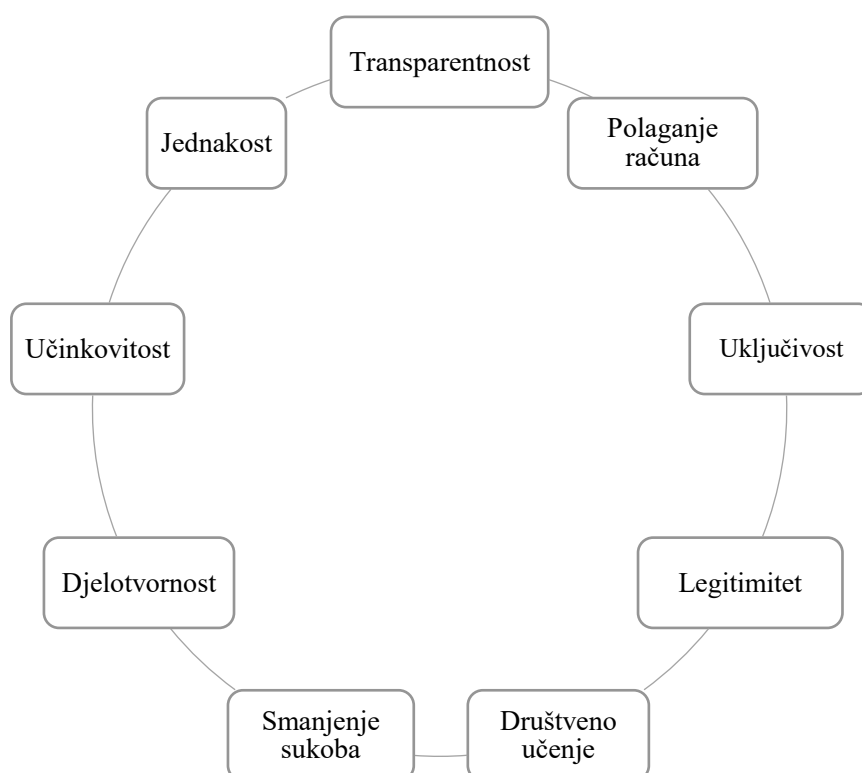 Transparentnost
Polaganje
računa
Uključivost
Legitimitet
Društveno
učenje
Smanjenje
sukoba
Djelotvornost
Učinkovitost
Jednakost